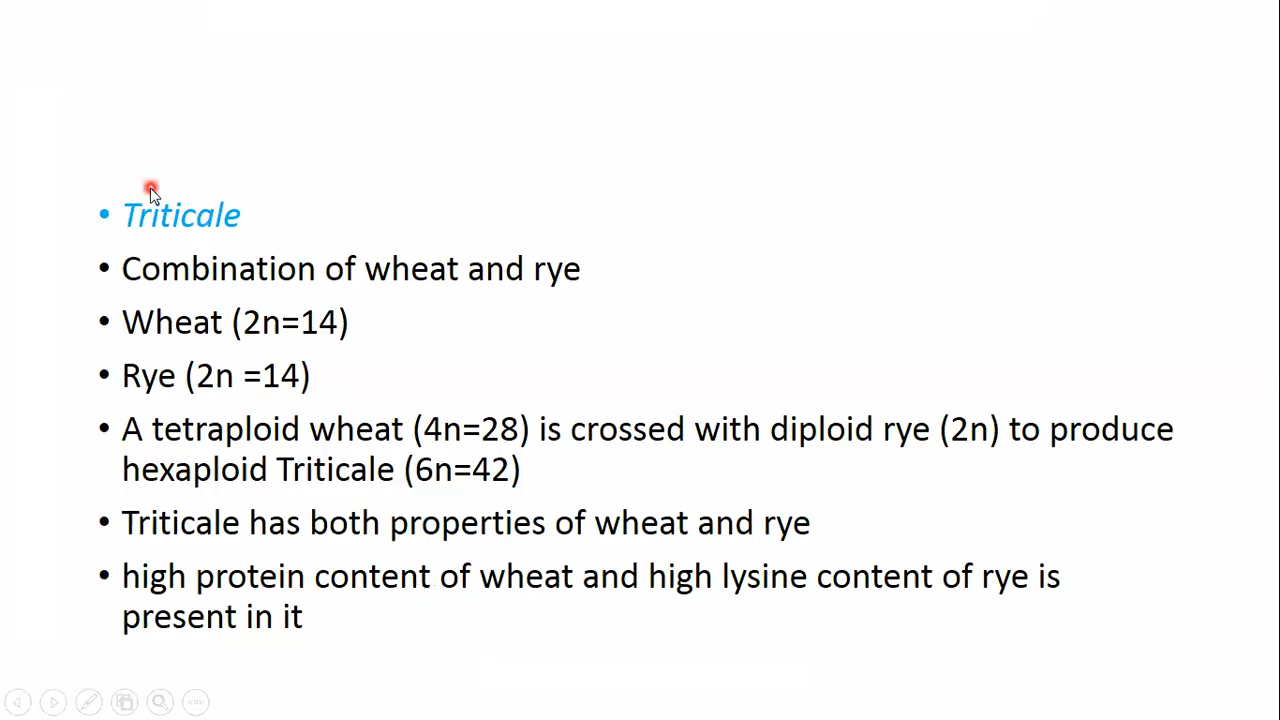 • Triticale
• Combination of wheat and rye
• Wheat (2n=14)
• Rye (2n =14)
• A tetraploid wheat (4n=28) is crossed with diploid rye (2n) to produce
hexaploid Triticale (6n=42)
• Triticale has both properties of wheat and rye
• high protein content of wheat and high lysine content of rye is
present in it